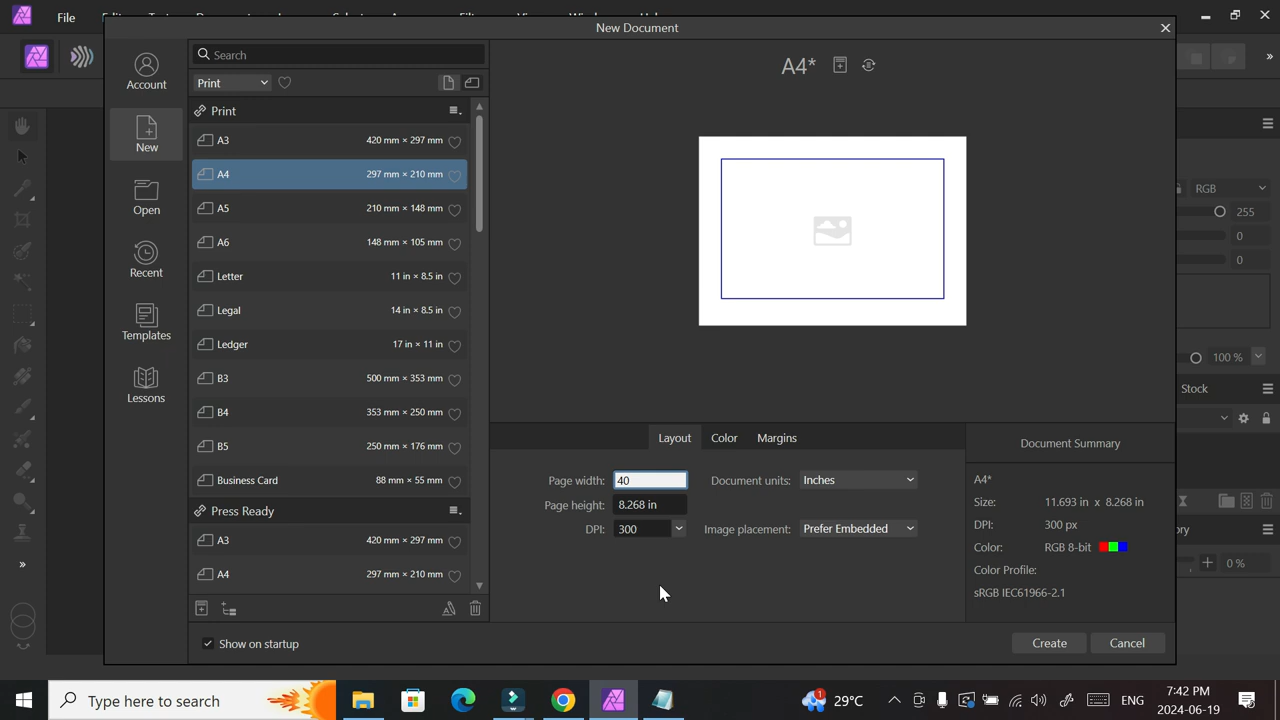 New Document
File
Account
New
Open
Recent
Templates
Lessons
Search
Print
Print
A3 420 mm × 297 mm
A4 297 mm × 210 mm
A5 210 mm × 148 mm
A6 148 mm × 105 mm
Letter 11 in × 8.5 in
Legal 14 in × 8.5 in
Ledger 17 in × 11 in
B3 500 mm × 353 mm
B4 353 mm × 250 mm
B5 250 mm × 176 mm
Business Card 88 mm × 55 mm
Press Ready
A3 420 mm × 297 mm
A4 297 mm × 210 mm
Show on startup
A4*
Layout Color Margins
Page width: 40 Document units: Inches
Page height: 8.268 in
DPI: 300 Image placement: Prefer Embedded
Document Summary
A4*
Size: 11.693 in x 8.268 in
DPI: 300 px
Color: RGB 8-bit
Color Profile:
sRGB IEC61966-2.1
Create Cancel
RGB
255
0
0
100 %
Stock
0 %
Type here to search
1
29°C
ENG
7:42 PM
2024-06-19